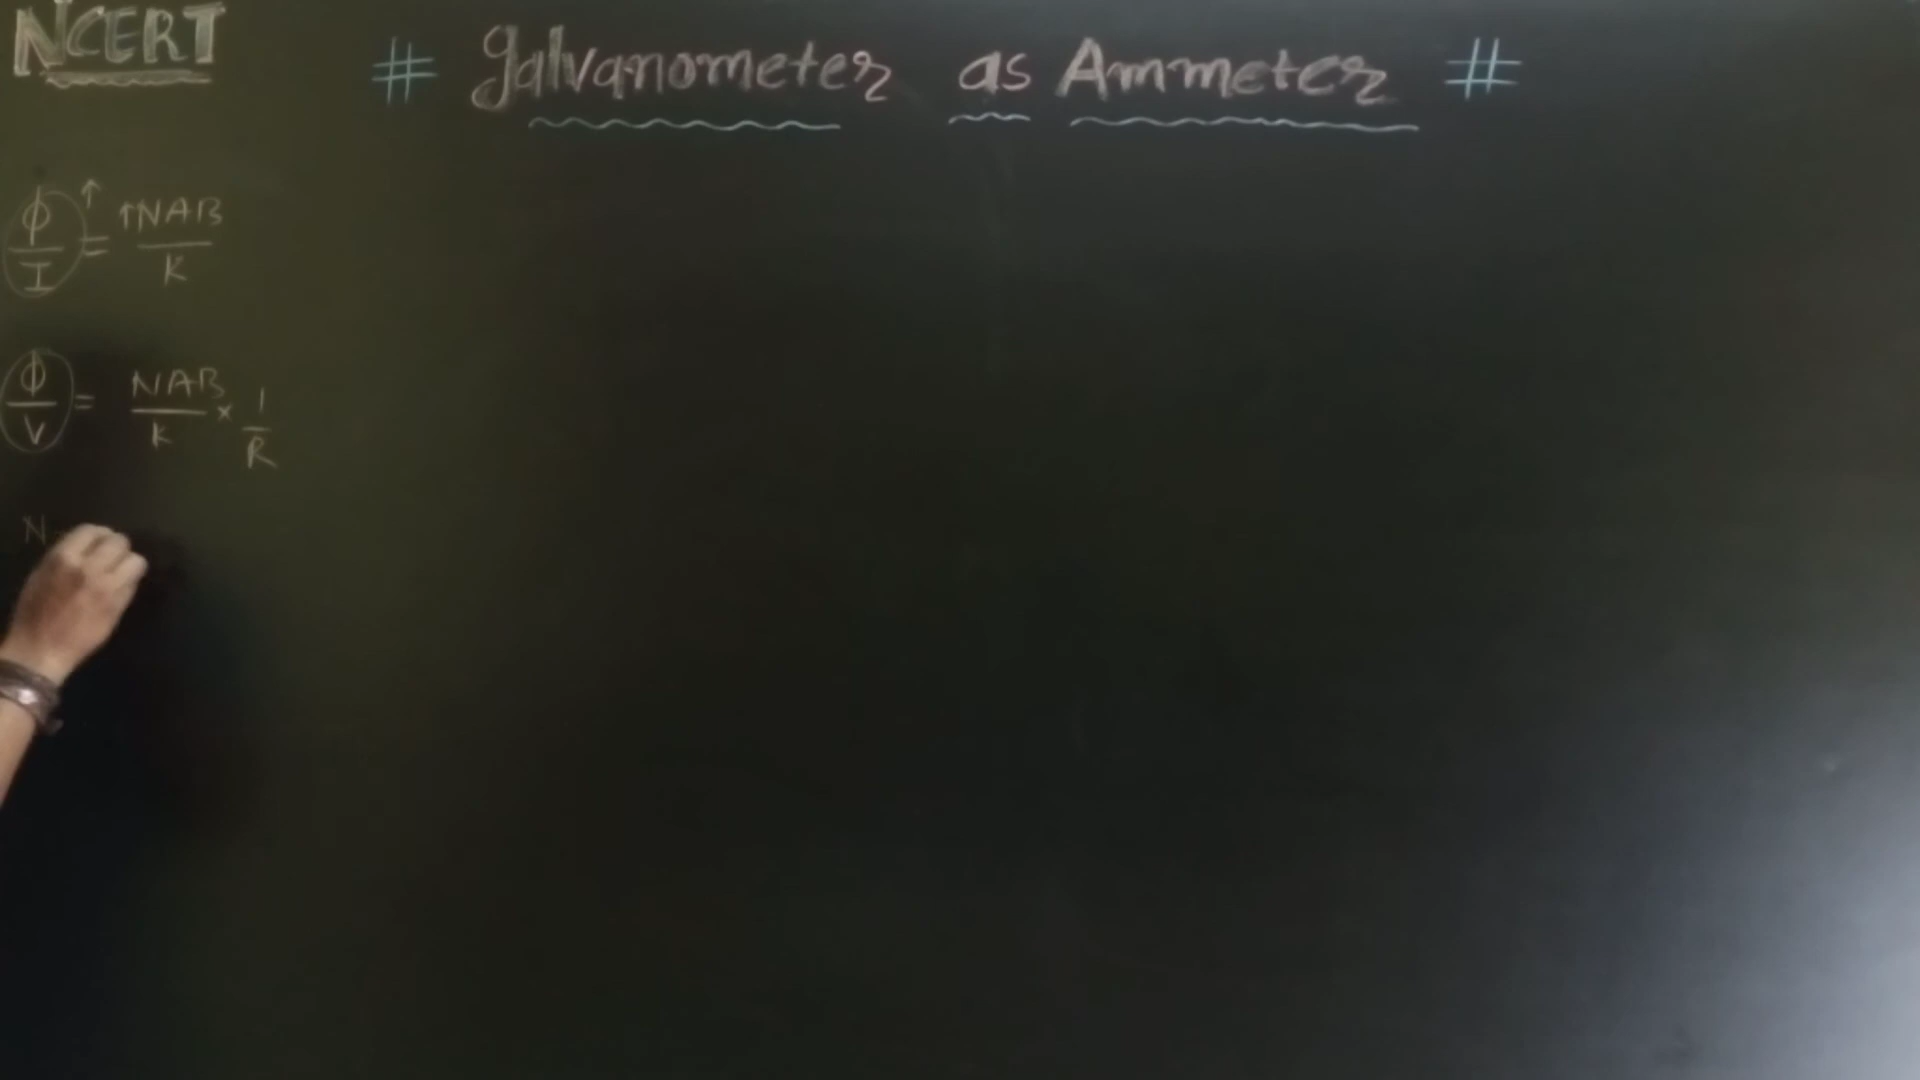 NCERT
# Galvanometer as Ammeter #
ϕ/I ↑ = ↑NAB/K
ϕ/V = NAB/K × 1/R
N